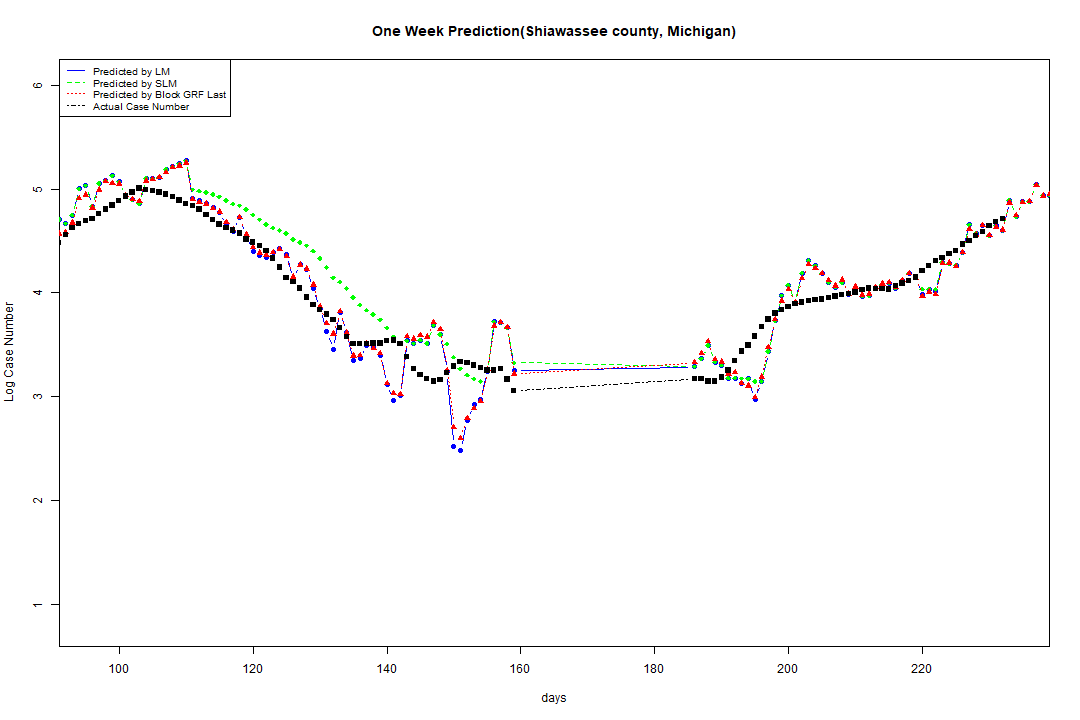 One Week Prediction(Shiawassee county, Michigan)
Predicted by LM
Predicted by SLM
Predicted by Block GRF Last
Actual Case Number
6
5
4
3
2
1
Log Case Number
100 120 140 160 180 200 220
days